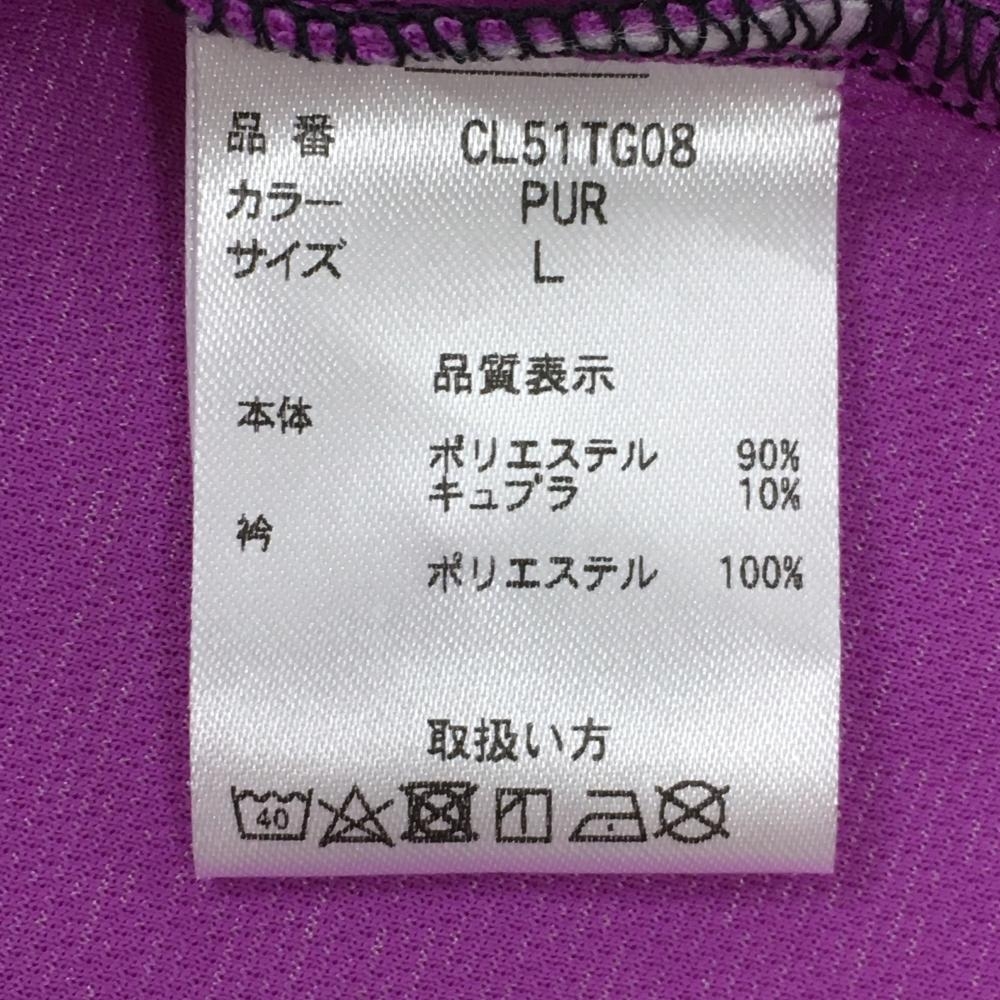 品 番 CL51TG08
カラー PUR
サイズ L
品質表示
本体
ポリエステル 90%
キュプラ 10%
衿
ポリエステル 100%
取扱い方
40